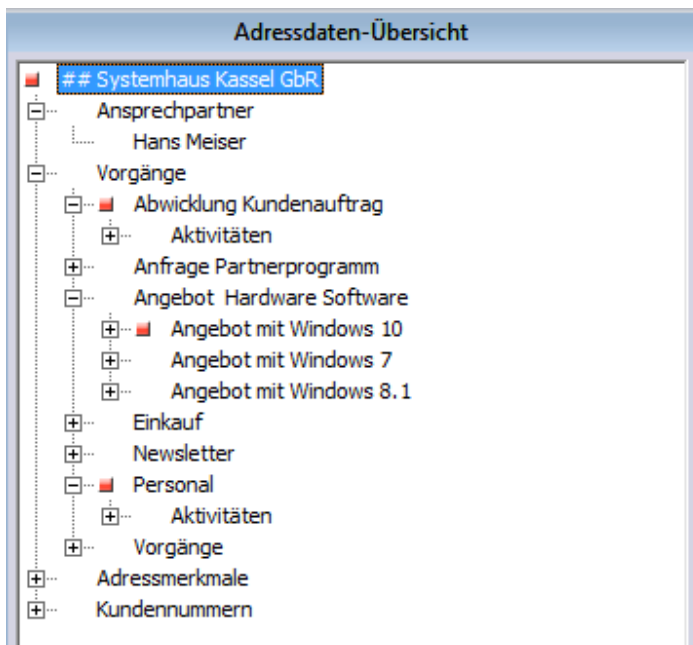 Adressdaten-Übersicht
## Systemhaus Kassel GbR
Ansprechpartner
Hans Meiser
Vorgänge
Abwicklung Kundenauftrag
Aktivitäten
Anfrage Partnerprogramm
Angebot Hardware Software
Angebot mit Windows 10
Angebot mit Windows 7
Angebot mit Windows 8.1
Einkauf
Newsletter
Personal
Aktivitäten
Vorgänge
Adressmerkmale
Kundennummern